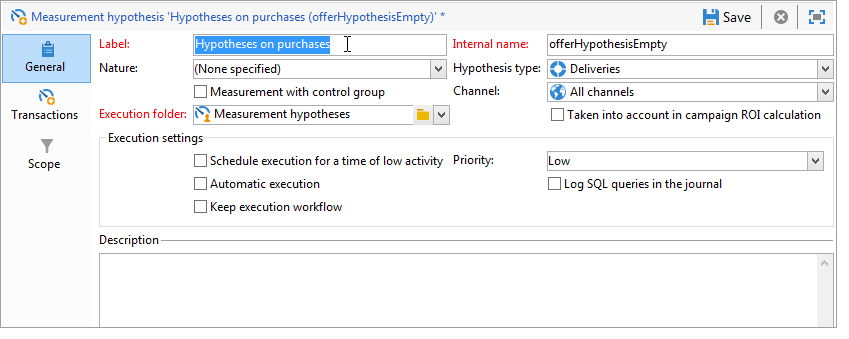 Measurement hypothesis 'Hypotheses on purchases (offerHypothesisEmpty)' * Save
General
Transactions
Scope
Label: Hypotheses on purchases Internal name: offerHypothesisEmpty
Nature: (None specified) Hypothesis type: Deliveries
Measurement with control group Channel: All channels
Execution folder: Measurement hypotheses Taken into account in campaign ROI calculation
Execution settings
Schedule execution for a time of low activity Priority: Low
Automatic execution Log SQL queries in the journal
Keep execution workflow
Description